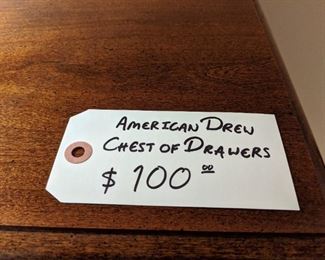 AMERICAN DREW
CHEST OF DRAWERS
$ 100.00